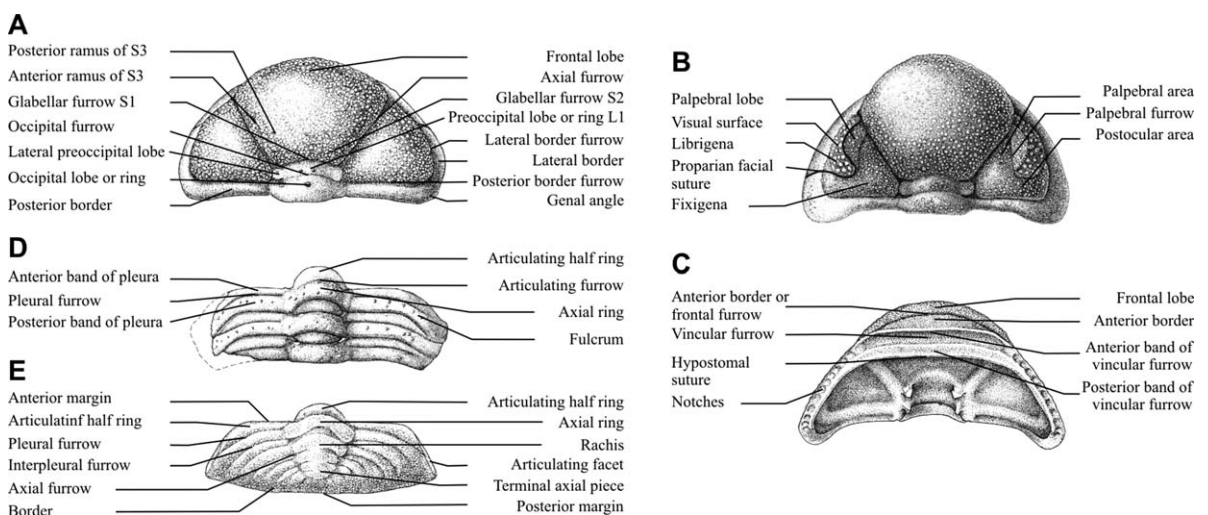 A
Posterior ramus of S3
Anterior ramus of S3
Glabellar furrow S1
Occipital furrow
Lateral preoccipital lobe
Occipital lobe or ring
Posterior border
Frontal lobe
Axial furrow
Glabellar furrow S2
Preoccipital lobe or ring L1
Lateral border furrow
Lateral border
Posterior border furrow
Genal angle
B
Palpebral lobe
Visual surface
Librigena
Proparian facial
suture
Fixigena
Palpebral area
Palpebral furrow
Postocular area
D
Anterior band of pleura
Pleural furrow
Posterior band of pleura
Articulating half ring
Articulating furrow
Axial ring
Fulcrum
C
Anterior border or
frontal furrow
Vincular furrow
Hypostomal
suture
Notches
Frontal lobe
Anterior border
Anterior band of
vincular furrow
Posterior band of
vincular furrow
E
Anterior margin
Articulatinf half ring
Pleural furrow
Interpleural furrow
Axial furrow
Border
Articulating half ring
Axial ring
Rachis
Articulating facet
Terminal axial piece
Posterior margin